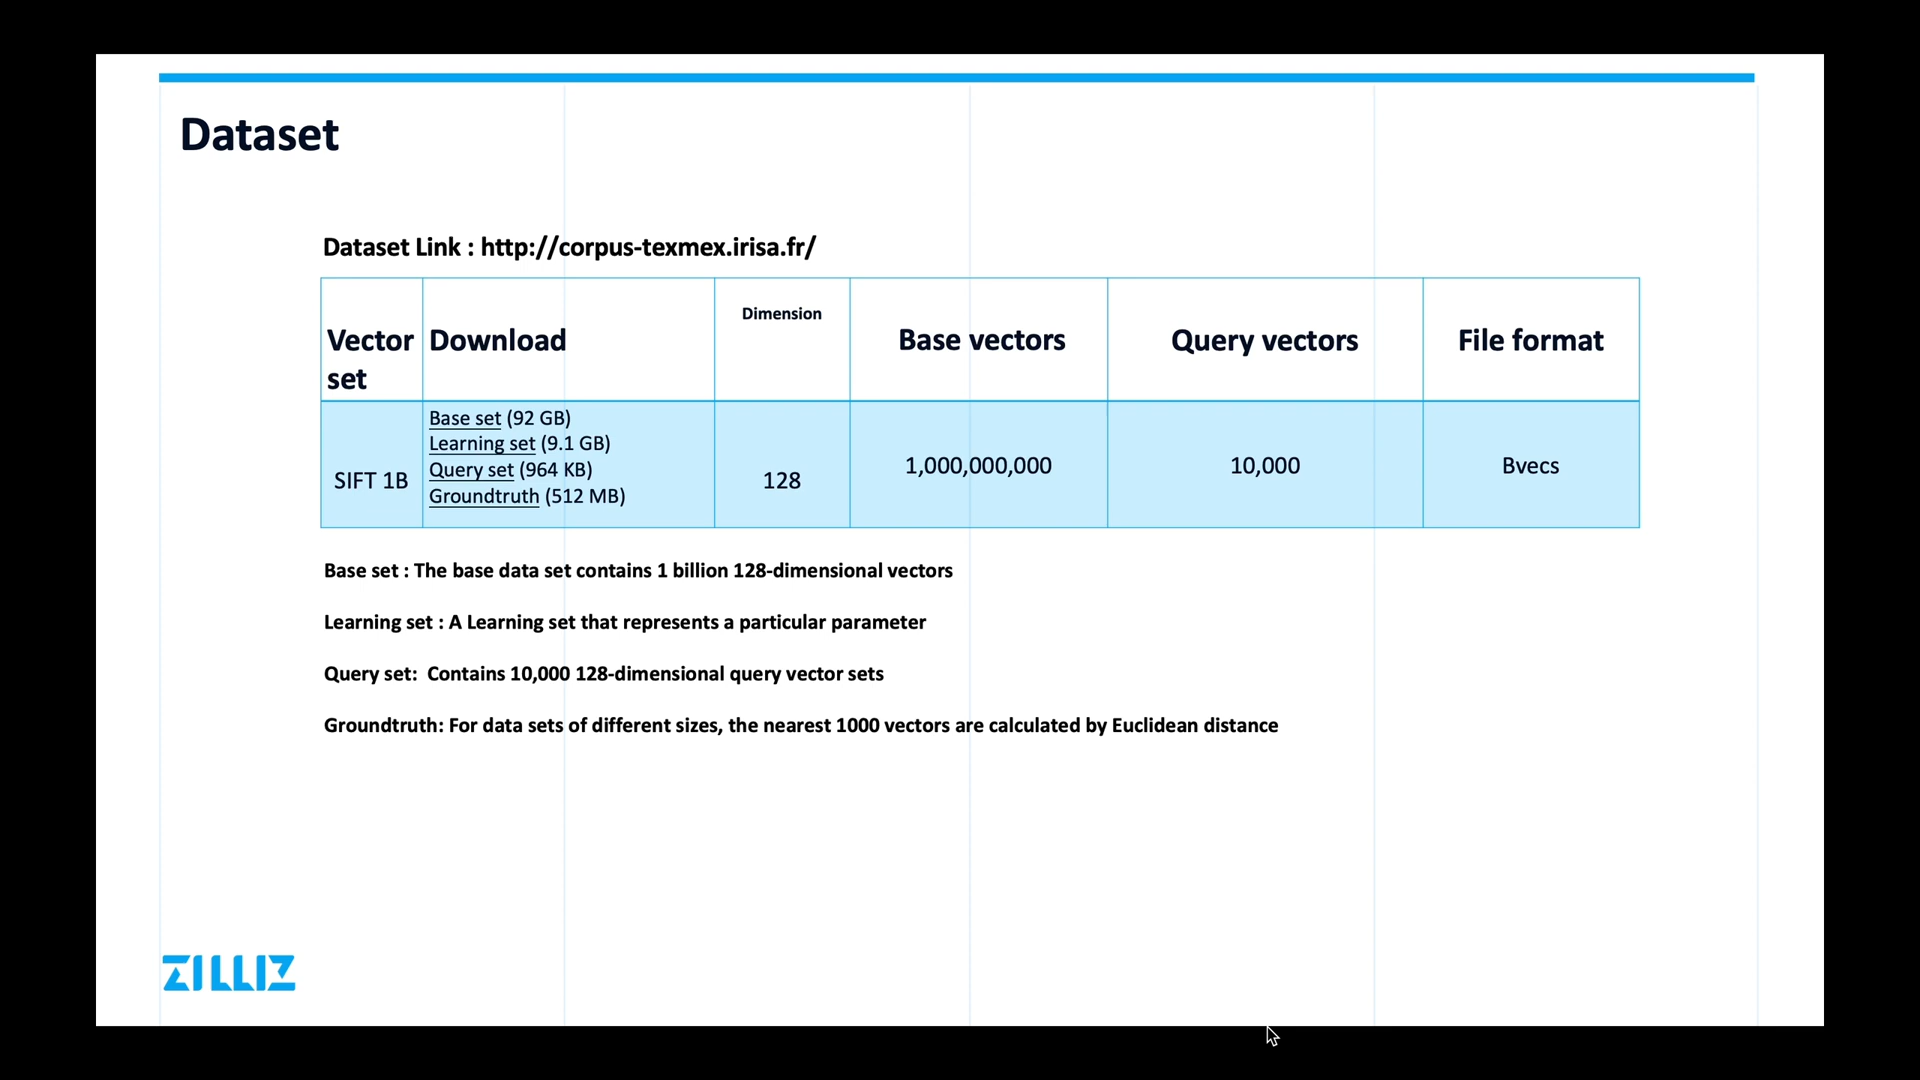 Dataset
Dataset Link : http://corpus-texmex.irisa.fr/
Vector set
Download
Dimension
Base vectors
Query vectors
File format
SIFT 1B
Base set (92 GB)
Learning set (9.1 GB)
Query set (964 KB)
Groundtruth (512 MB)
128
1,000,000,000
10,000
Bvecs
Base set : The base data set contains 1 billion 128-dimensional vectors
Learning set : A Learning set that represents a particular parameter
Query set:  Contains 10,000 128-dimensional query vector sets
Groundtruth: For data sets of different sizes, the nearest 1000 vectors are calculated by Euclidean distance
ZILLIZ